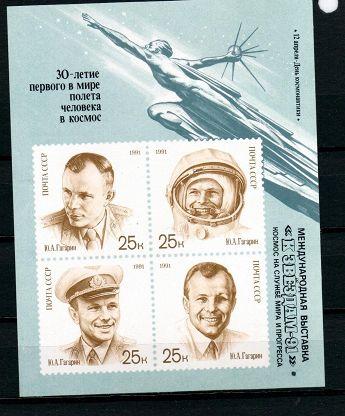 30-летие
первого в мире
полета
человека
в космос
• 12 апреля - День космонавтики •
ПОЧТА СССР
1991
Ю.А.Гагарин
25к
1991
ПОЧТА СССР
Ю.А.Гагарин
25к
ПОЧТА СССР
1991
Ю.А.Гагарин
25к
1991
ПОЧТА СССР
Ю.А.Гагарин
25к
МЕЖДУНАРОДНАЯ ВЫСТАВКА
«К ЗВЁЗДАМ-91»
КОСМОС НА СЛУЖБЕ МИРА И ПРОГРЕССА